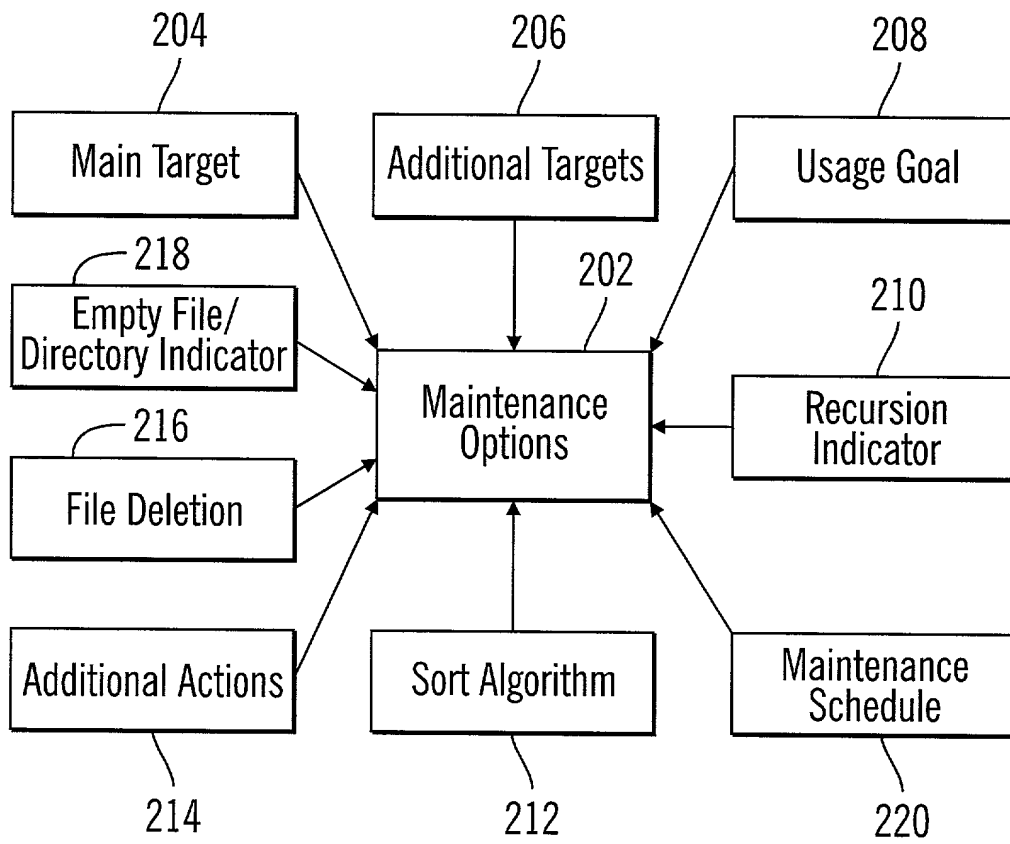 204
206
208
Main Target
Additional Targets
Usage Goal
218
202
210
Empty File/
Directory Indicator
Maintenance
Options
Recursion
Indicator
216
File Deletion
Additional Actions
Sort Algorithm
Maintenance
Schedule
214
212
220